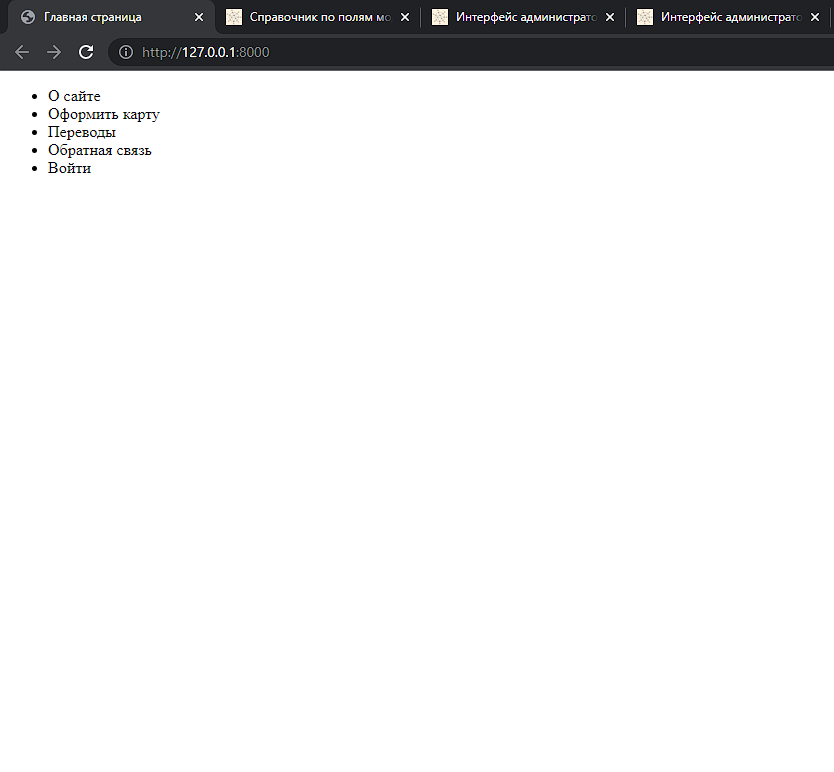 Главная страница
Справочник по полям мо
Интерфейс администрато
Интерфейс администрато
http://127.0.0.1:8000
О сайте
Оформить карту
Переводы
Обратная связь
Войти